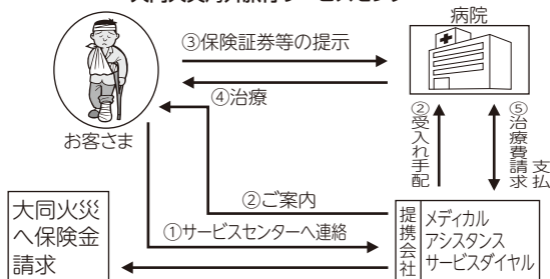 病院
③保険証券等の提示
④治療
お客さま
②受入れ手配
⑤治療費請求
支払
②ご案内
①サービスセンターへ連絡
大同火災
へ保険金
請求
提携会社
メディカル
アシスタンス
サービスダイヤル